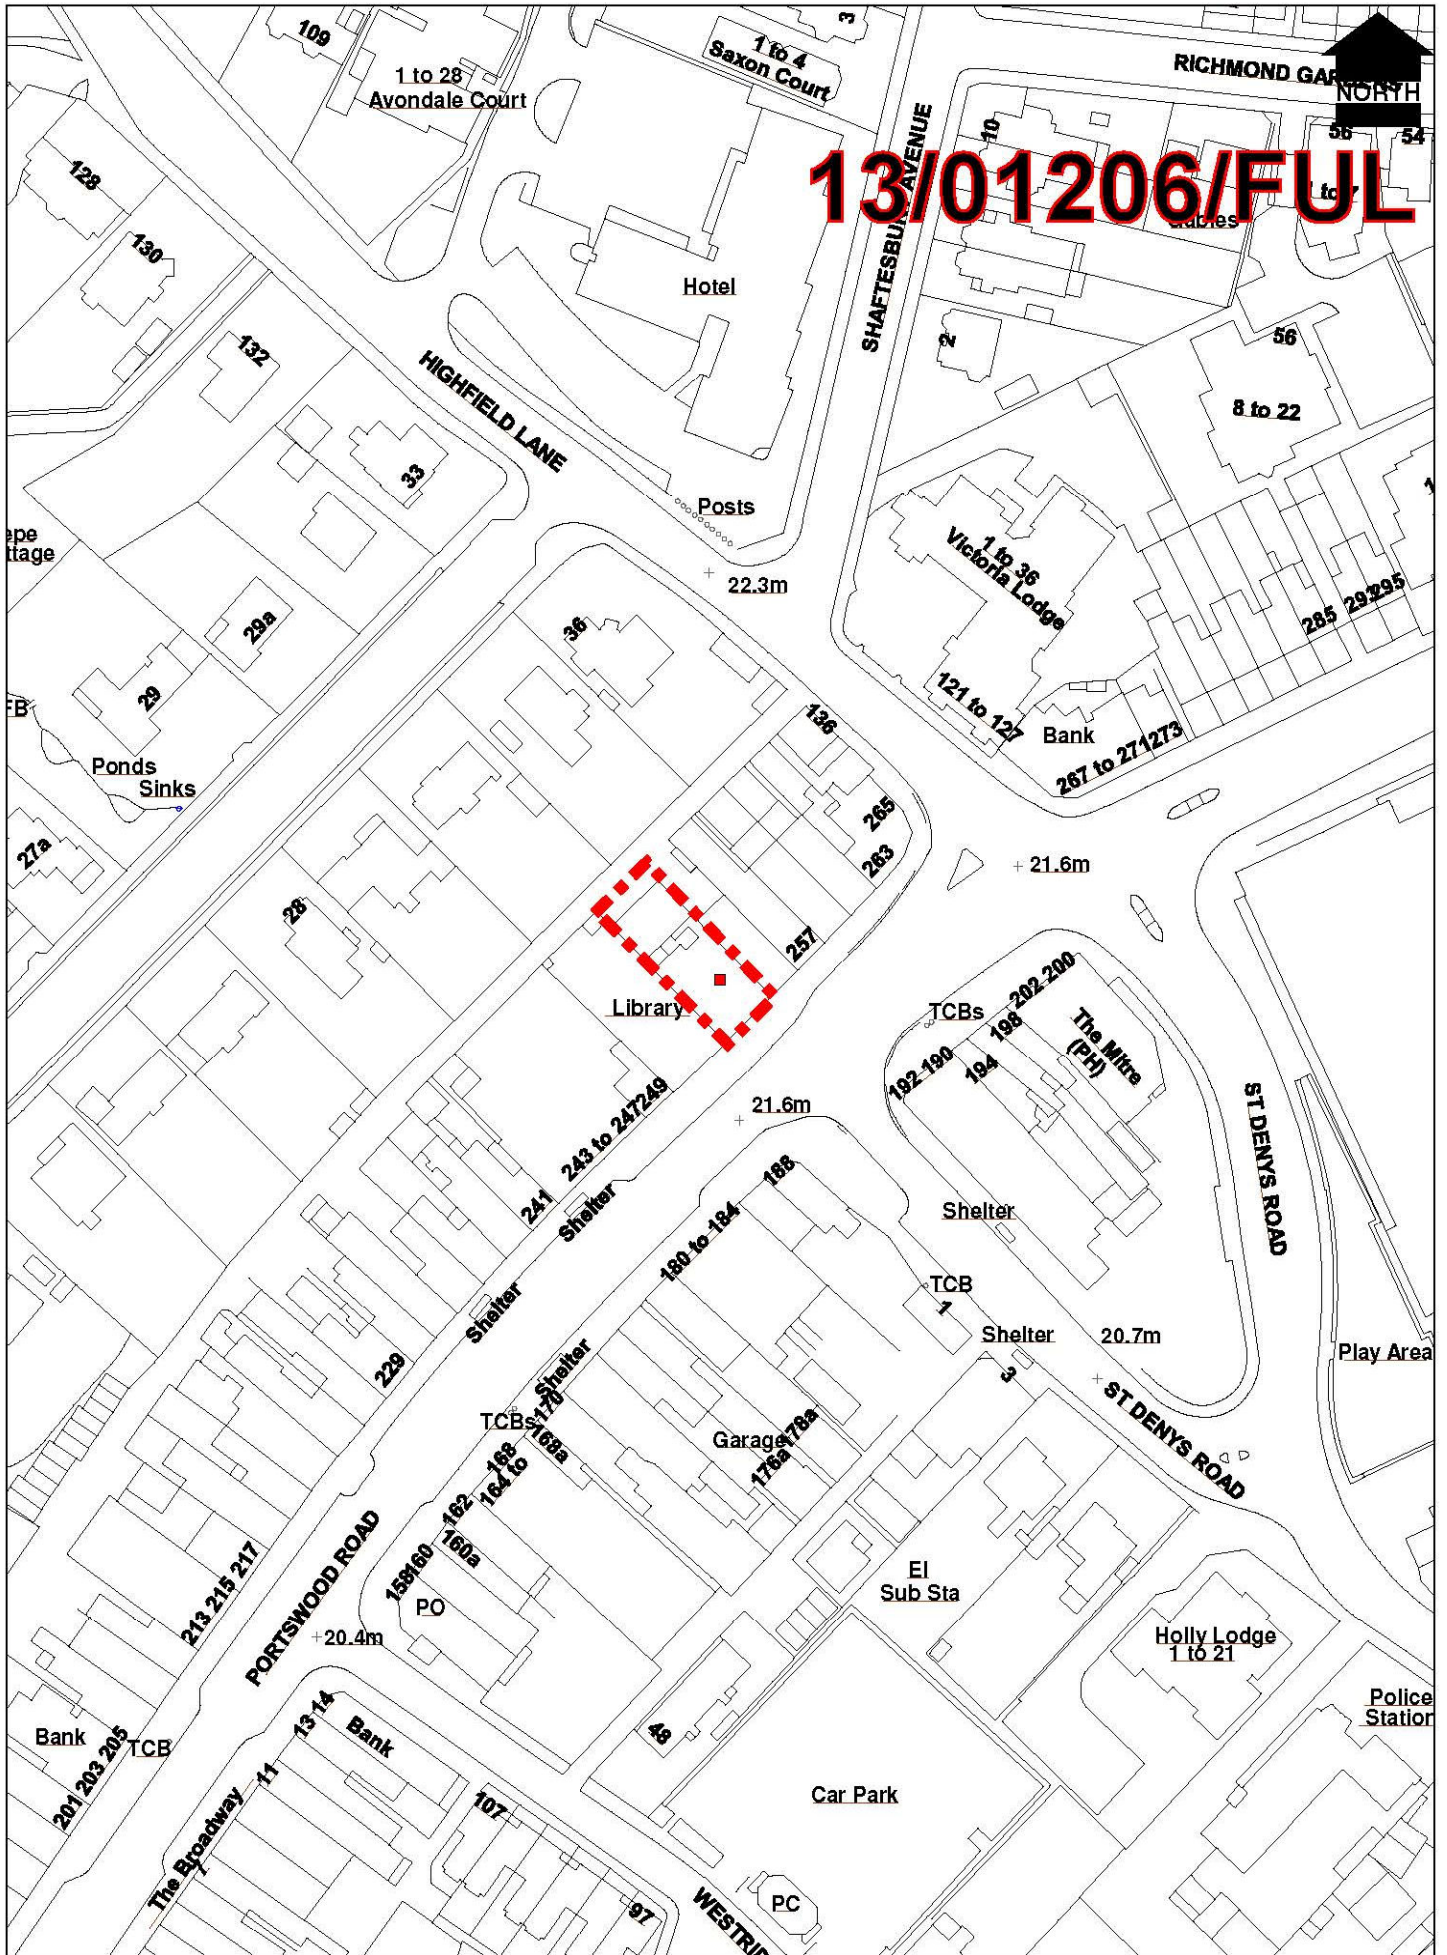 109
1 to 28
Avondale Court
1 to 4
Saxon Court
3
RICHMOND
NORTH
10
56
54
13/01206/FUL
SHAFTESBURY AVENUE
128
130
132
Hotel
2
56
8 to 22
HIGHFIELD LANE
33
Posts
22.3m
1 to 36
Victoria Lodge
285
295
29a
29
36
FB
121 to 127
Bank
267 to 271
273
136
Ponds
Sinks
27a
265
263
21.6m
28
257
Library
TCBs
202 200
198
194
192 190
The Mitre
(PH)
21.6m
249
243 to 247
241
188
180 to 184
Shelter
Shelter
Shelter
Shelter
TCB
1
Shelter
20.7m
3
ST DENYS ROAD
Play Area
229
TCBs
170
168a
168
164 to
162
160a
160
158
PO
Garage
178a
176a
ST DENYS ROAD
213 215 217
PORTSWOOD ROAD
20.4m
El
Sub Sta
Holly Lodge
1 to 21
Police
Station
Bank
TCB
201 203 205
13 14
Bank
11
The Broadway
7
48
107
Car Park
97
PC